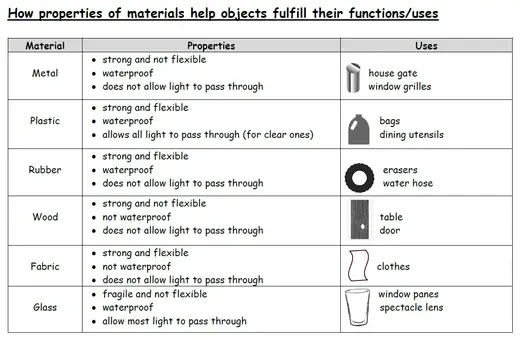 How properties of materials help objects fulfill their functions/uses
Material Properties Uses
Metal
• strong and not flexible
• waterproof
• does not allow light to pass through
house gate
window grilles
Plastic
• strong and flexible
• waterproof
• allows all light to pass through (for clear ones)
bags
dining utensils
Rubber
• strong and flexible
• waterproof
• does not allow light to pass through
erasers
water hose
Wood
• strong and not flexible
• not waterproof
• does not allow light to pass through
table
door
Fabric
• strong and flexible
• not waterproof
• does not allow light to pass through
clothes
Glass
• fragile and not flexible
• waterproof
• allow most light to pass through
window panes
spectacle lens